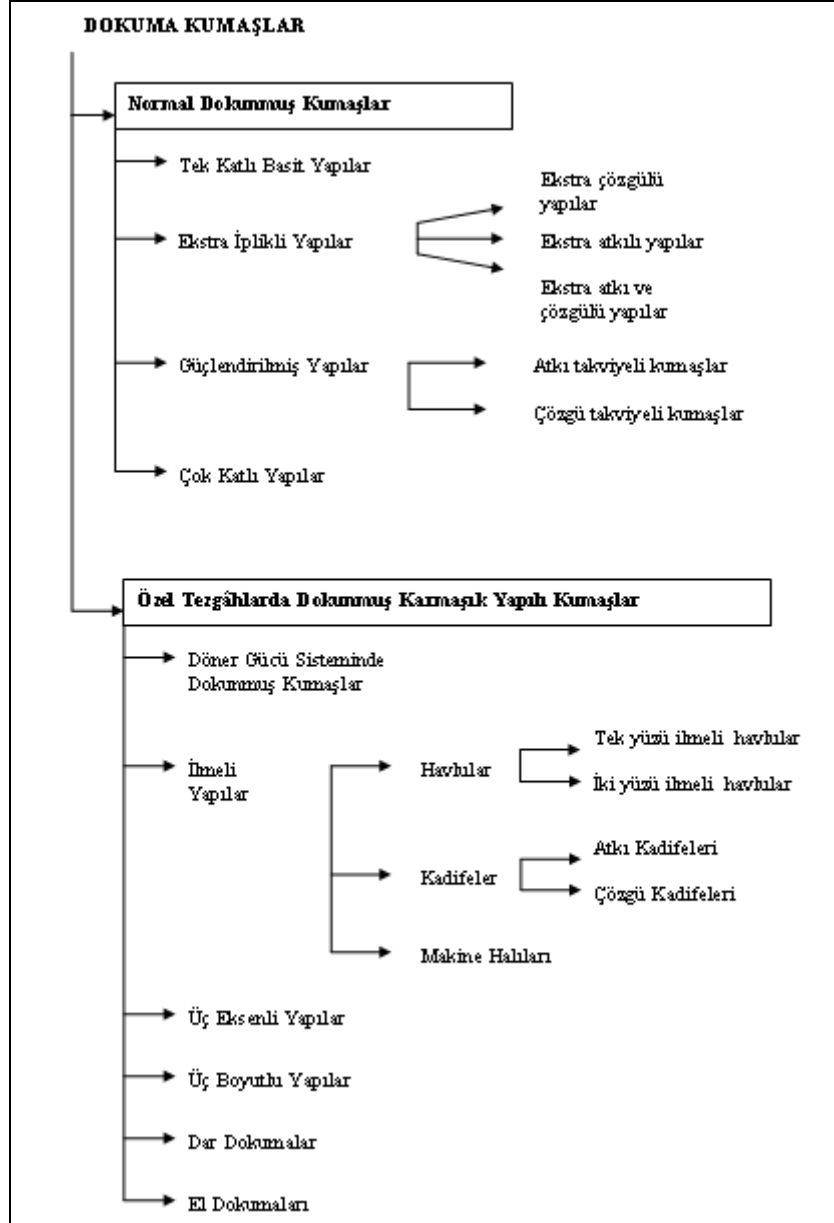 DOKUMA KUMAŞLAR
Normal Dokunmuş Kumaşlar
Tek Katlı Basit Yapılar
Ekstra İplikli Yapılar
Ekstra çözgülü
yapılar
Ekstra atkılı yapılar
Ekstra atkı ve
çözgülü yapılar
Güçlendirilmiş Yapılar
Atkı takviyeli kumaşlar
Çözgü takviyeli kumaşlar
Çok Katlı Yapılar
Özel Tezgâhlarda Dokunmuş Karmaşık Yapılı Kumaşlar
Döner Gücü Sisteminde
Dokunmuş Kumaşlar
İlmeli
Yapılar
Havlular
Tek yüzü ilmeli havlular
İki yüzü ilmeli havlular
Kadifeler
Atkı Kadifeleri
Çözgü Kadifeleri
Makine Halıları
Üç Eksenli Yapılar
Üç Boyutlu Yapılar
Dar Dokumalar
El Dokumaları